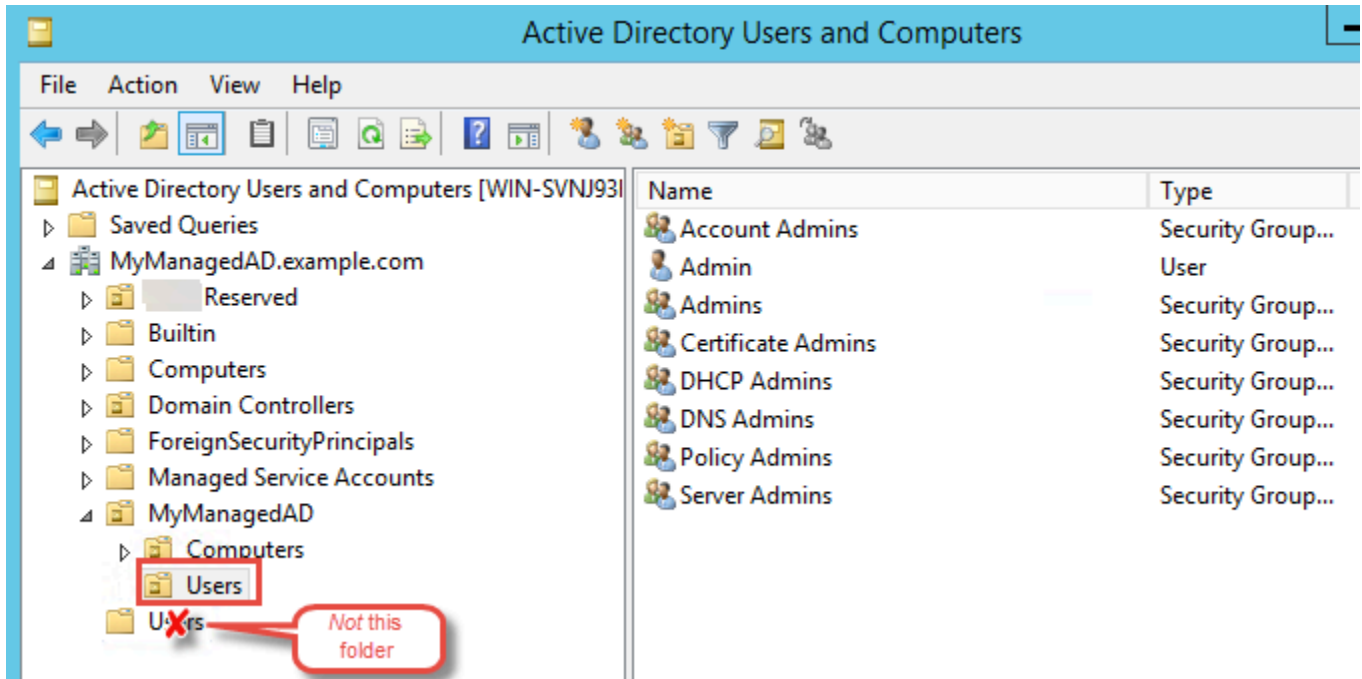 Active Directory Users and Computers
File Action View Help
Active Directory Users and Computers [WIN-SVNJ93
Saved Queries
MyManagedAD.example.com
Reserved
Builtin
Computers
Domain Controllers
ForeignSecurityPrincipals
Managed Service Accounts
MyManagedAD
Computers
Users
Users
Not this
folder
Name Type
Account Admins Security Group...
Admin User
Admins Security Group...
Certificate Admins Security Group...
DHCP Admins Security Group...
DNS Admins Security Group...
Policy Admins Security Group...
Server Admins Security Group...